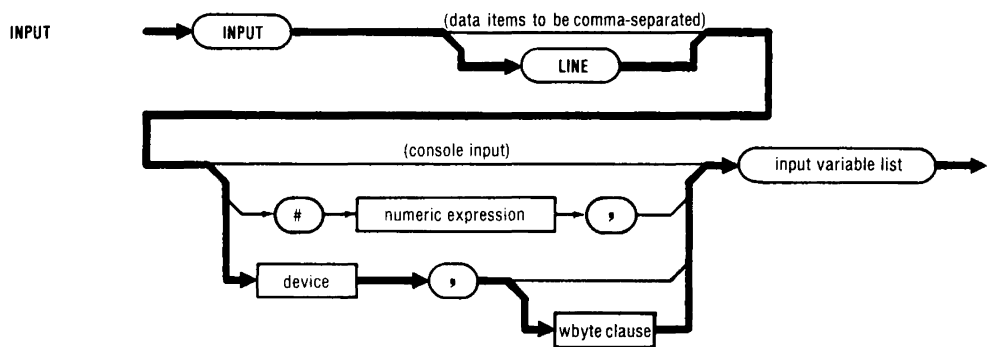 (data items to be comma-separated)
INPUT INPUT
LINE
(console input)
input variable list
# numeric expression ,
device ,
wbyte clause